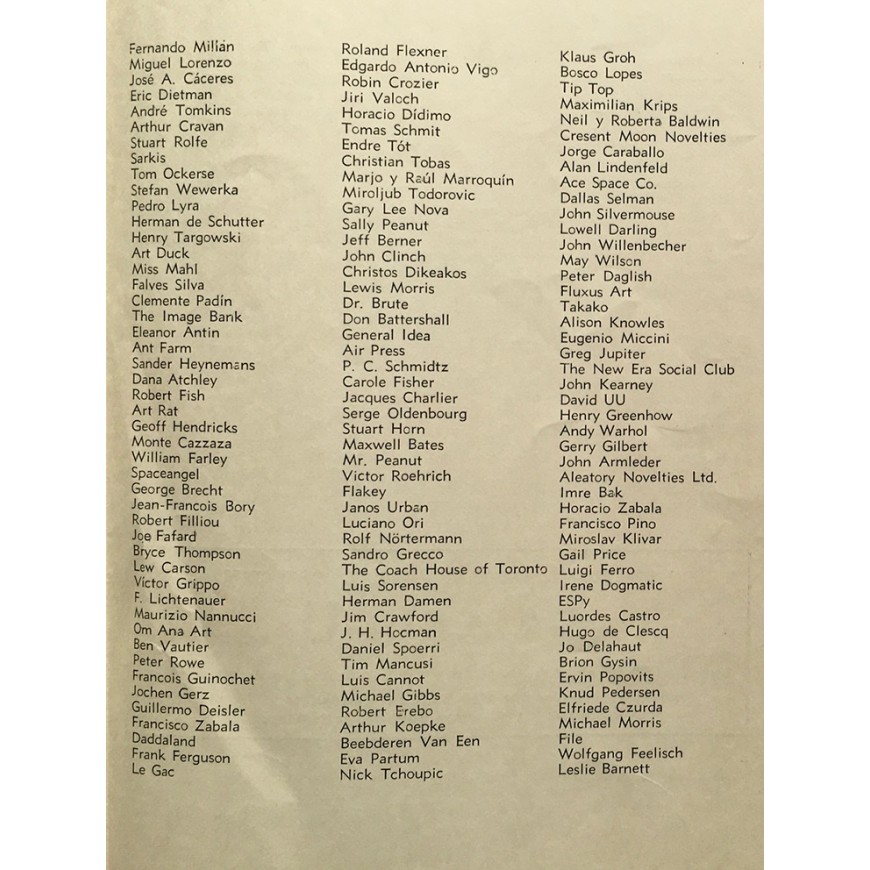 Fernando Milián
Miguel Lorenzo
José A. Cáceres
Eric Dietman
André Tomkins
Arthur Cravan
Stuart Rolfe
Sarkis
Tom Ockerse
Stefan Wewerka
Pedro Lyra
Herman de Schutter
Henry Targowski
Art Duck
Miss Mahl
Falves Silva
Clemente Padín
The Image Bank
Eleanor Antin
Ant Farm
Sander Heynemans
Dana Atchley
Robert Fish
Art Rat
Geoff Hendricks
Monte Cazzaza
William Farley
Spaceangel
George Brecht
Jean-Francois Bory
Robert Filliou
Joe Fafard
Bryce Thompson
Lew Carson
Víctor Grippo
F. Lichtenauer
Maurizio Nannucci
Om Ana Art
Ben Vautier
Peter Rowe
Francois Guinochet
Jochen Gerz
Guillermo Deisler
Francisco Zabala
Daddaland
Frank Ferguson
Le Gac
Roland Flexner
Edgardo Antonio Vigo
Robin Crozier
Jiri Valoch
Horacio Dídimo
Tomas Schmit
Endre Tót
Christian Tobas
Marjo y Raúl Marroquín
Miroljub Todorovic
Gary Lee Nova
Sally Peanut
Jeff Berner
John Clinch
Christos Dikeakos
Lewis Morris
Dr. Brute
Don Battershall
General Idea
Air Press
P. C. Schmidtz
Carole Fisher
Jacques Charlier
Serge Oldenbourg
Stuart Horn
Maxwell Bates
Mr. Peanut
Victor Roehrich
Flakey
Janos Urban
Luciano Ori
Rolf Nörtermann
Sandro Grecco
The Coach House of Toronto
Luis Sorensen
Herman Damen
Jim Crawford
J. H. Hocman
Daniel Spoerri
Tim Mancusi
Luis Cannot
Michael Gibbs
Robert Erebo
Arthur Koepke
Beebderen Van Een
Eva Partum
Nick Tchoupic
Klaus Groh
Bosco Lopes
Tip Top
Maximilian Krips
Neil y Roberta Baldwin
Cresent Moon Novelties
Jorge Caraballo
Alan Lindenfeld
Ace Space Co.
Dallas Selman
John Silvermouse
Lowell Darling
John Willenbecher
May Wilson
Peter Daglish
Fluxus Art
Takako
Alison Knowles
Eugenio Miccini
Greg Jupiter
The New Era Social Club
John Kearney
David UU
Henry Greenhow
Andy Warhol
Gerry Gilbert
John Armleder
Aleatory Novelties Ltd.
Imre Bak
Horacio Zabala
Francisco Pino
Miroslav Klivar
Gail Price
Luigi Ferro
Irene Dogmatic
ESPy
Luordes Castro
Hugo de Clescq
Jo Delahaut
Brion Gysin
Ervin Popovits
Knud Pedersen
Elfriede Czurda
Michael Morris
File
Wolfgang Feelisch
Leslie Barnett